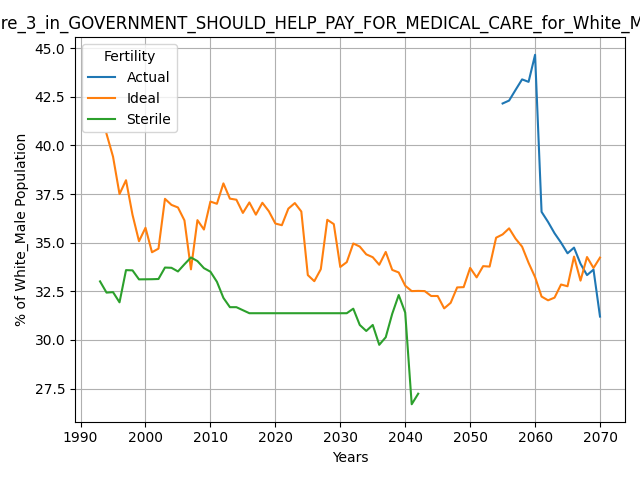 re_3_in_GOVERNMENT_SHOULD_HELP_PAY_FOR_MEDICAL_CARE_for_White_M
Fertility
Actual
Ideal
Sterile
% of White_Male Population
45.0
42.5
40.0
37.5
35.0
32.5
30.0
27.5
1990 2000 2010 2020 2030 2040 2050 2060 2070
Years